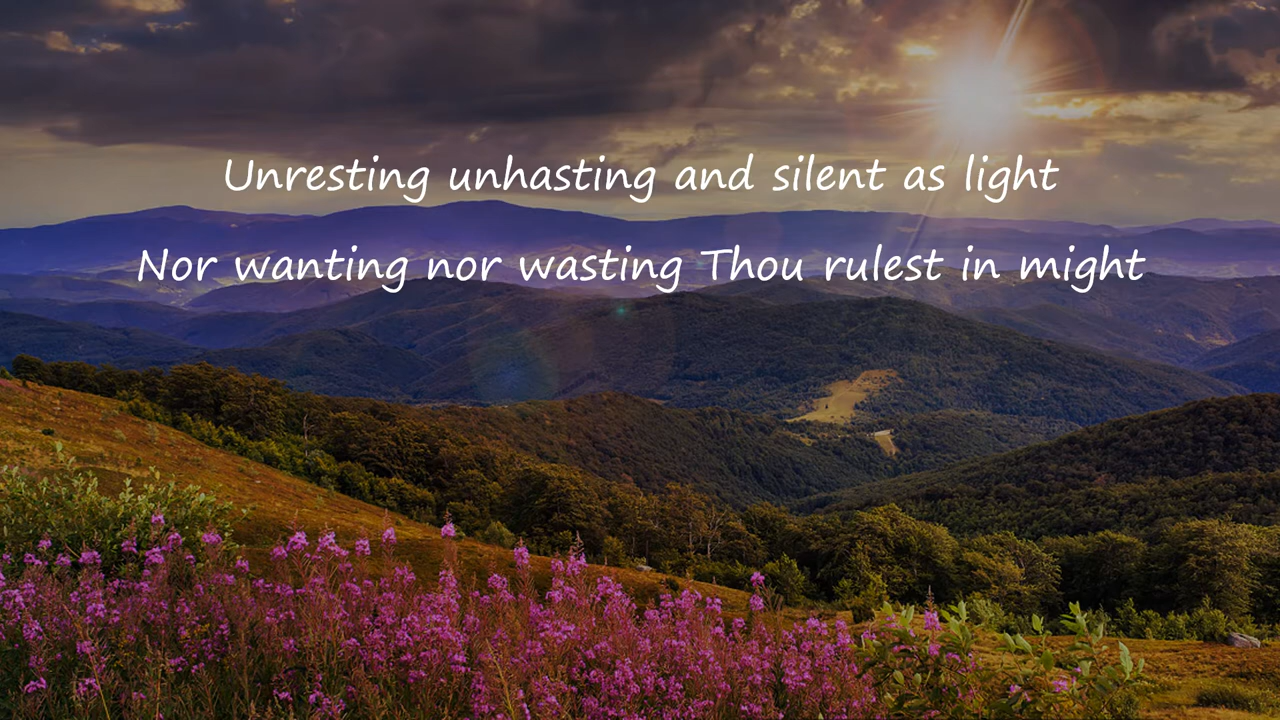 Unresting unhasting and silent as light
Nor wanting nor wasting Thou rulest in might